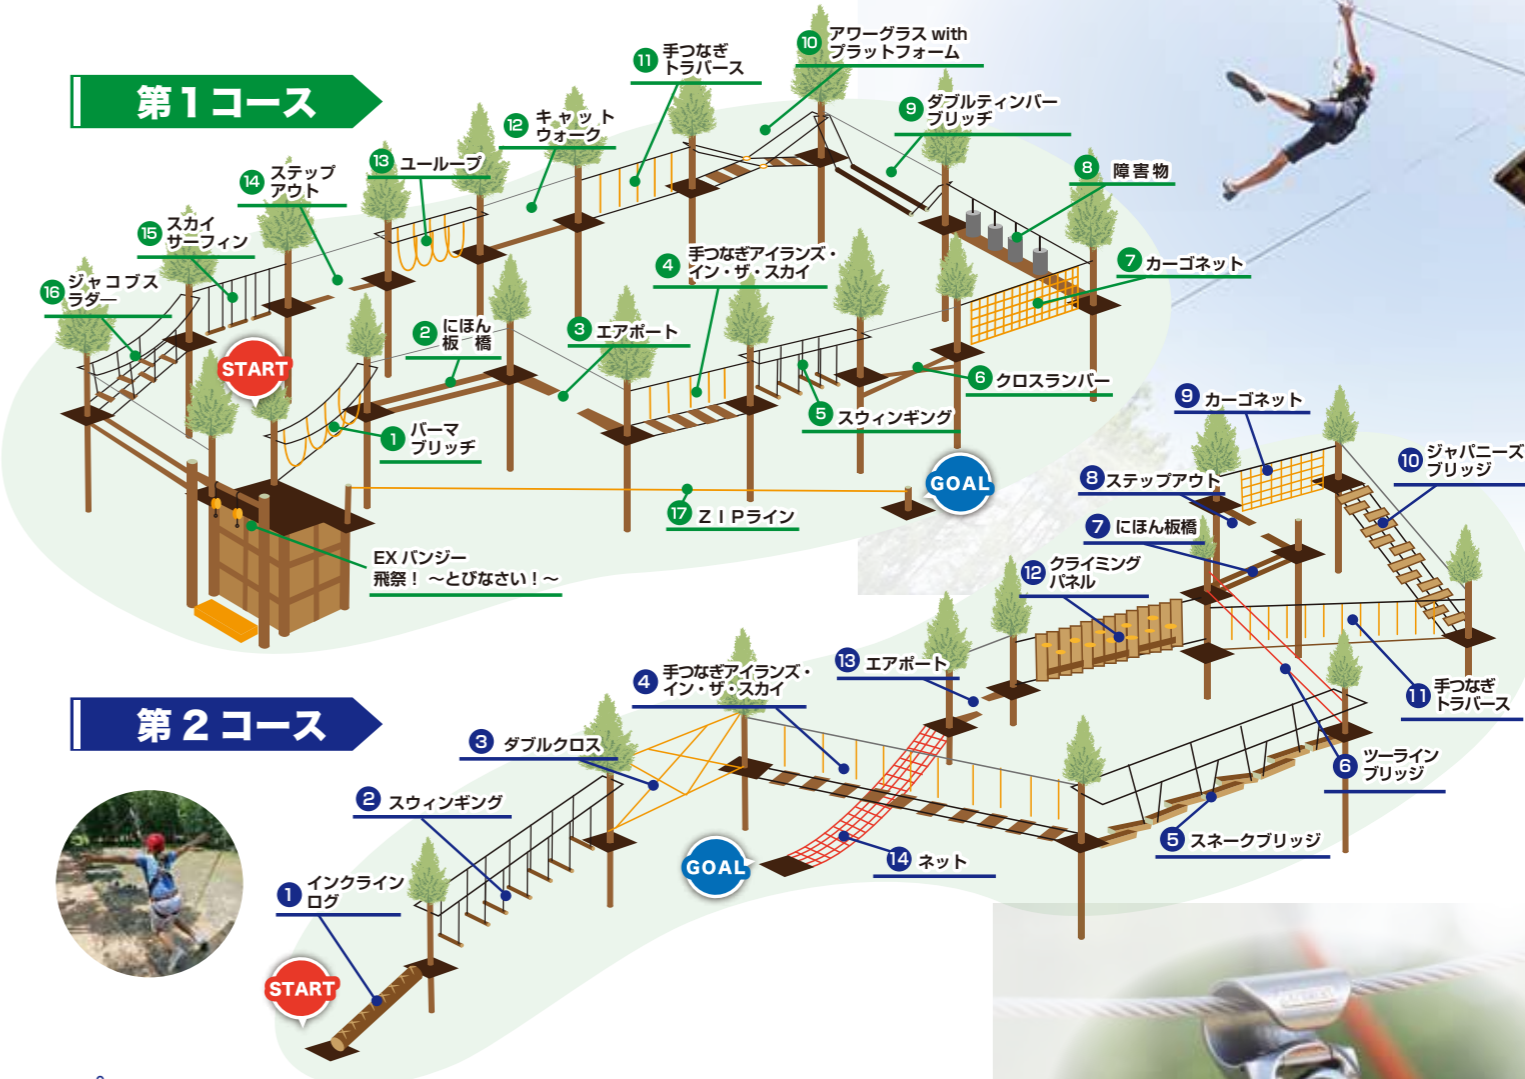 第1コース
START
1 バーマ
ブリッヂ
2 にほん
板 橋
3 エアポート
4 手つなぎアイランズ・
イン・ザ・スカイ
5 スウィンギング
6 クロスランバー
7 カーゴネット
8 障害物
9 ダブルティンバー
ブリッヂ
10 アワーグラス with
プラットフォーム
11 手つなぎ
トラバース
12 キャット
ウォーク
13 ユーループ
14 ステップ
アウト
15 スカイ
サーフィン
16 ジャコブス
ラダー
17 ZIPライン
GOAL
EXバンジー
飛祭！ ～とびなさい！～
第2コース
START
1 インクライン
ログ
2 スウィンギング
3 ダブルクロス
4 手つなぎアイランズ・
イン・ザ・スカイ
5 スネークブリッジ
6 ツーライン
ブリッジ
7 にほん板橋
8 ステップアウト
9 カーゴネット
10 ジャパニーズ
ブリッジ
11 手つなぎ
トラバース
12 クライミング
パネル
13 エアポート
14 ネット
GOAL